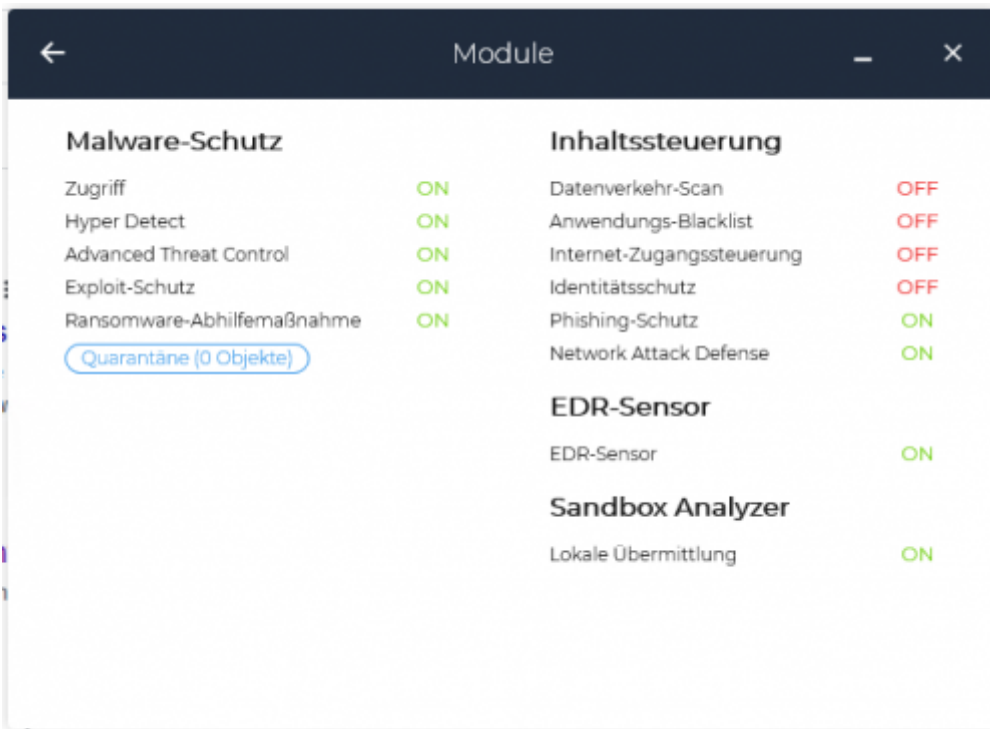 Module
Malware-Schutz
Zugriff ON
Hyper Detect ON
Advanced Threat Control ON
Exploit-Schutz ON
Ransomware-Abhilfemaßnahme ON
Quarantäne (0 Objekte)
Inhaltssteuerung
Datenverkehr-Scan OFF
Anwendungs-Blacklist OFF
Internet-Zugangssteuerung OFF
Identitätsschutz OFF
Phishing-Schutz ON
Network Attack Defense ON
EDR-Sensor
EDR-Sensor ON
Sandbox Analyzer
Lokale Übermittlung ON